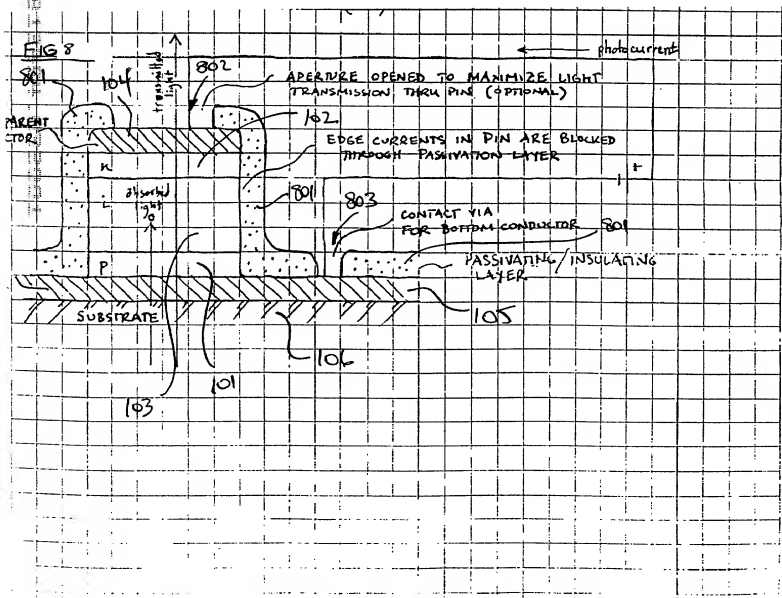 FIG 8
photocurrent
801
104
transmitted
light
802
APERTURE OPENED TO MAXIMIZE LIGHT
TRANSMISSION THRU PIN (OPTIONAL)
102
PARENT
CTOR
EDGE CURRENTS IN PIN ARE BLOCKED
THROUGH PASSIVATION LAYER
n
+
absorbed
light
i
801
803
CONTACT VIA
FOR BOTTOM CONDUCTOR
801
PASSIVATING/INSULATING
LAYER
P
SUBSTRATE
105
106
101
103